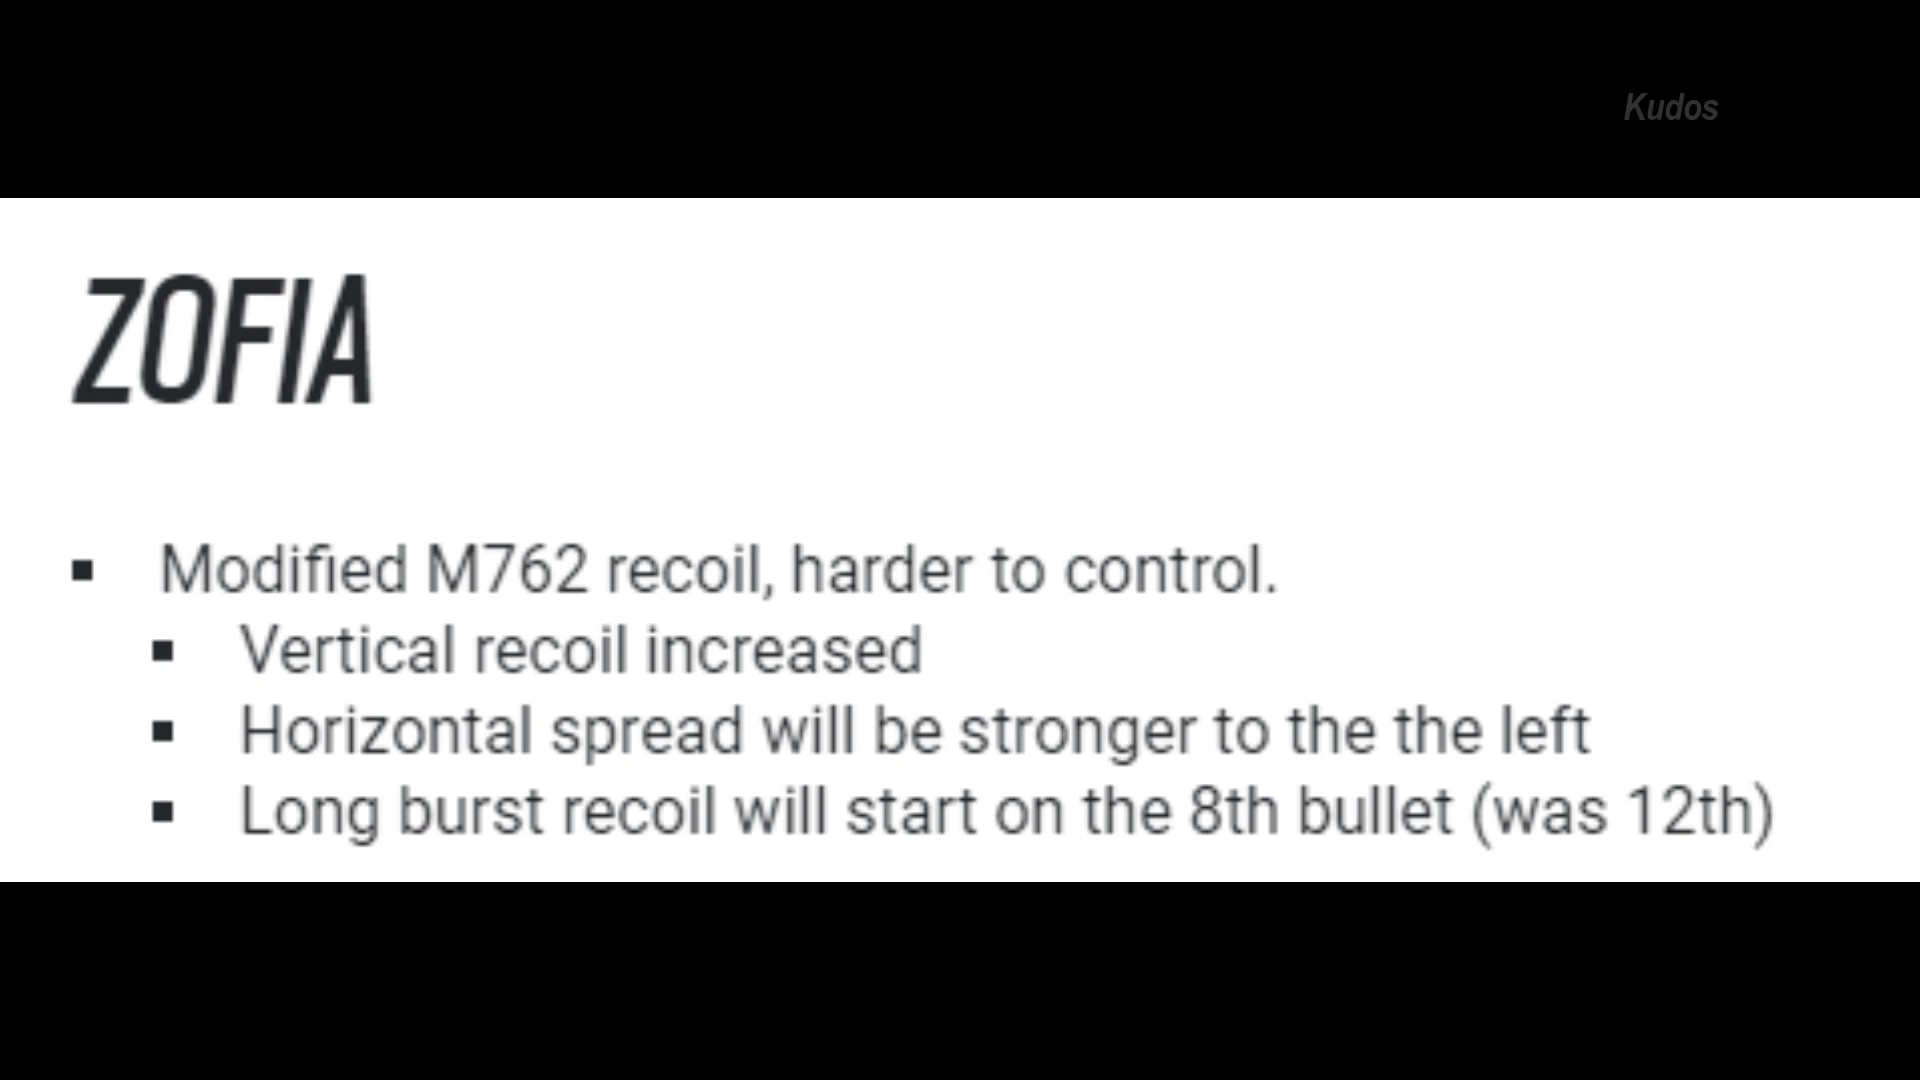 Kudos
ZOFIA
▪ Modified M762 recoil, harder to control.
▪ Vertical recoil increased
▪ Horizontal spread will be stronger to the the left
▪ Long burst recoil will start on the 8th bullet (was 12th)